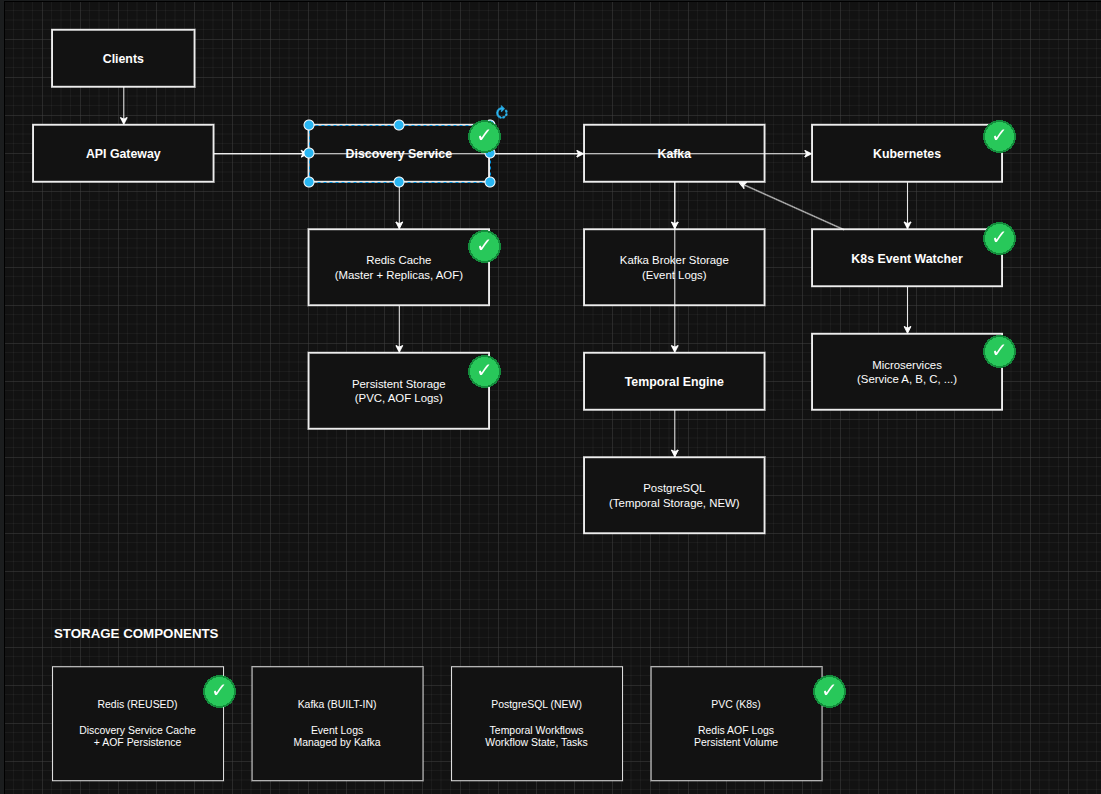 Clients
API Gateway
Discovery Service
Kafka
Kubernetes
Redis Cache
(Master + Replicas, AOF)
Kafka Broker Storage
(Event Logs)
K8s Event Watcher
Persistent Storage
(PVC, AOF Logs)
Temporal Engine
Microservices
(Service A, B, C, ...)
PostgreSQL
(Temporal Storage, NEW)
STORAGE COMPONENTS
Redis (REUSED)
Discovery Service Cache
+ AOF Persistence
Kafka (BUILT-IN)
Event Logs
Managed by Kafka
PostgreSQL (NEW)
Temporal Workflows
Workflow State, Tasks
PVC (K8s)
Redis AOF Logs
Persistent Volume